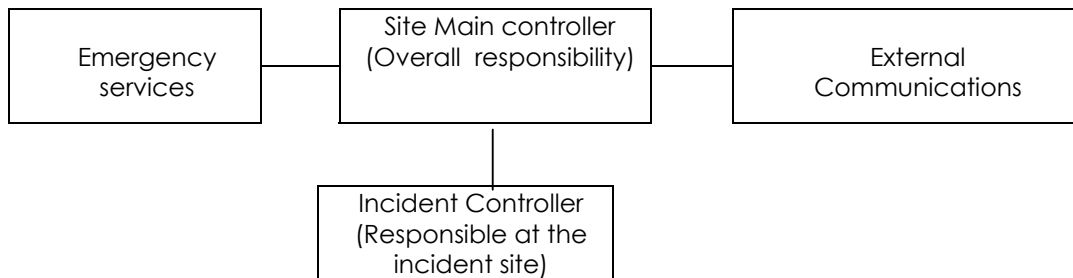 Emergency
services
Site Main controller
(Overall responsibility)
External
Communications
Incident Controller
(Responsible at the
incident site)